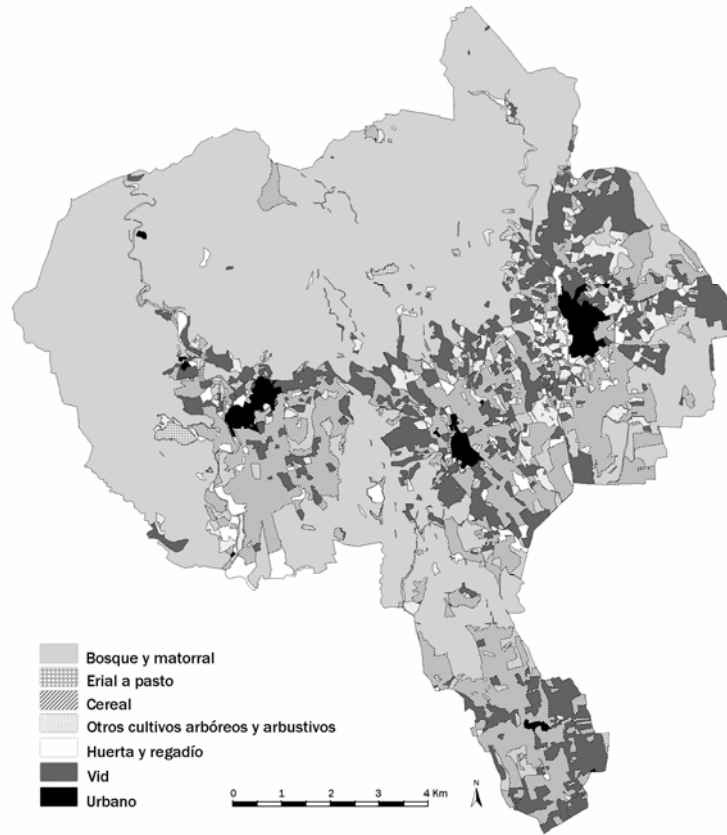 Bosque y matorral
Erial a pasto
Cereal
Otros cultivos arbóreos y arbustivos
Huerta y regadío
Vid
Urbano
0 1 2 3 4 Km
N